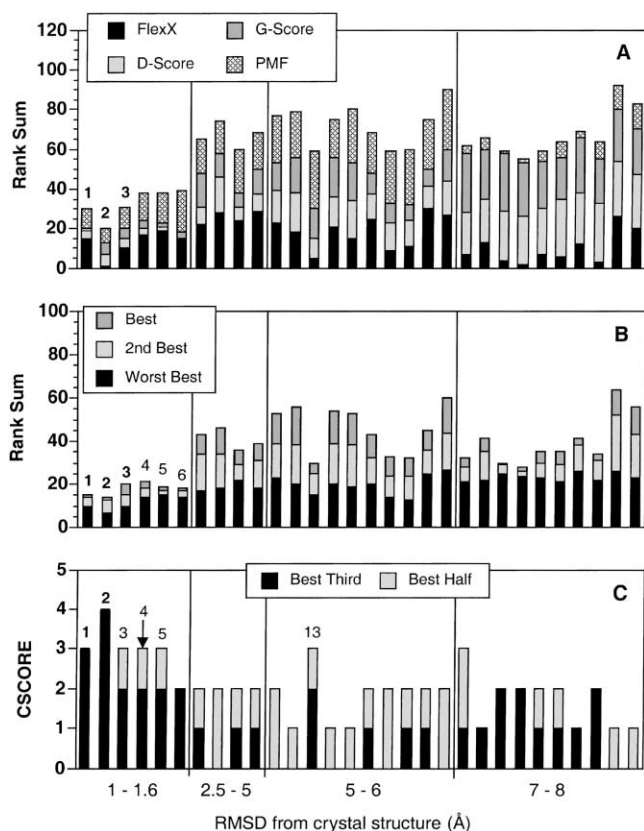 FlexX
G-Score
D-Score
PMF
A
120
100
80
60
40
20
0
Rank Sum
1
2
3
Best
2nd Best
Worst Best
B
100
80
60
40
20
0
Rank Sum
1
2
3
4
5
6
Best Third
Best Half
C
5
4
3
2
1
0
CSCORE
1
2
3
4
5
13
1 - 1.6
2.5 - 5
5 - 6
7 - 8
RMSD from crystal structure (Å)